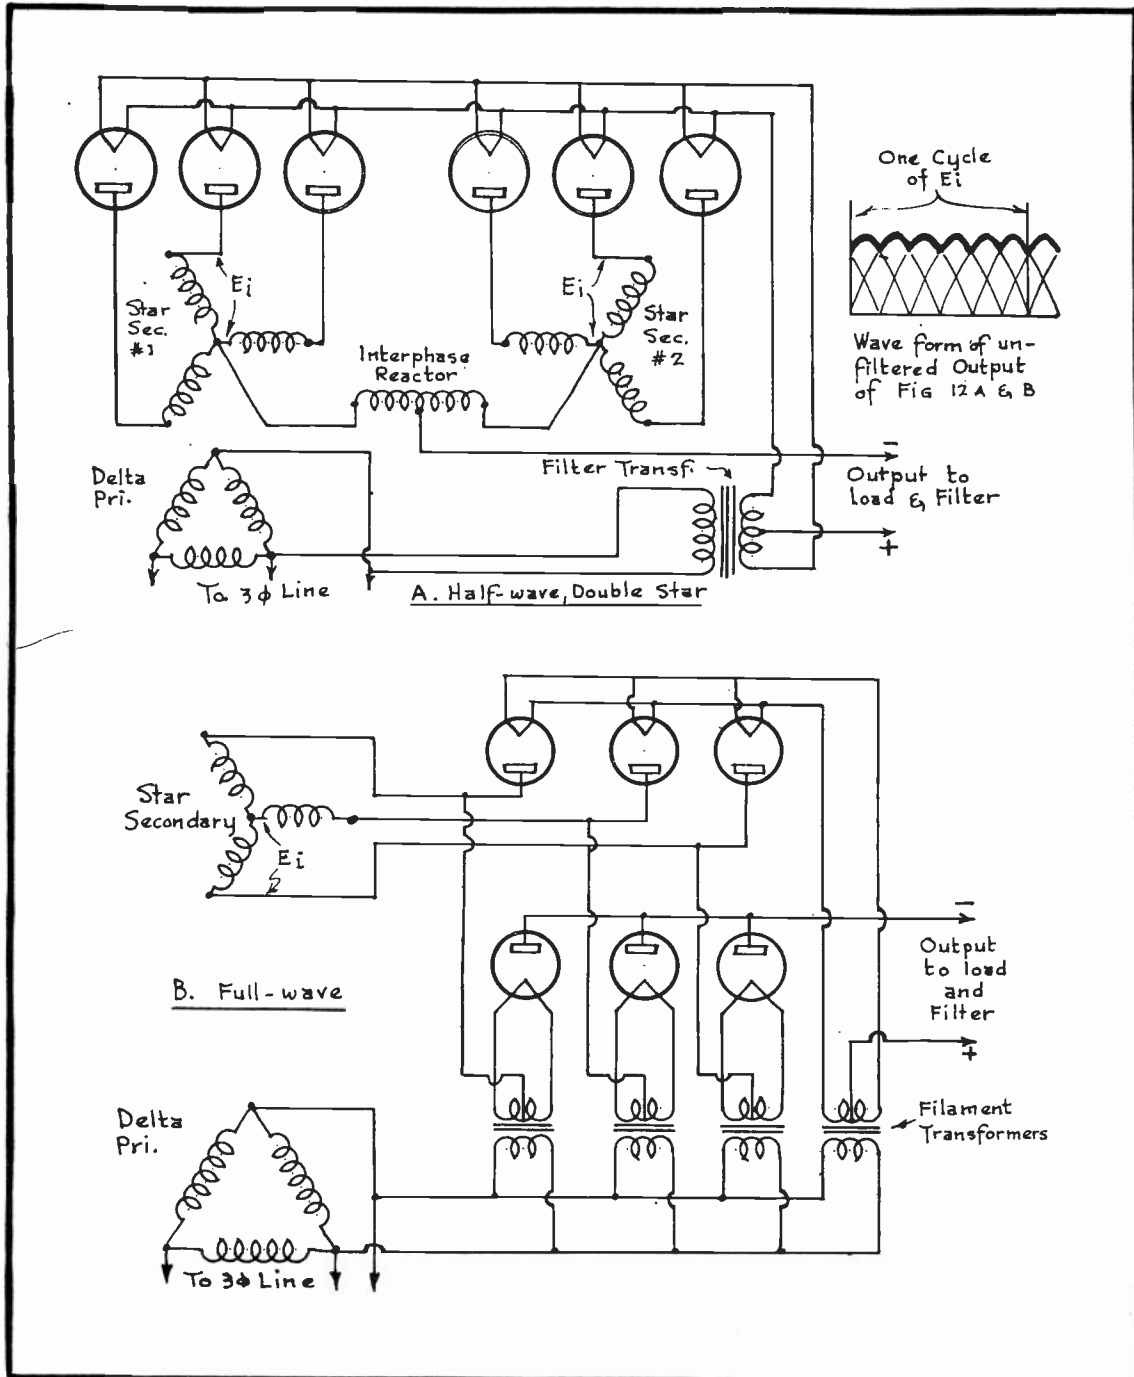 One Cycle
of Ei
Ei
Star
Sec.
#1
Ei
Star
Sec.
#2
Interphase
Reactor
Wave form of un-
filtered Output
of FIG 12 A & B
Delta
Pri.
Filter Transf.
-
Output to
load & Filter
+
To 3ϕ Line
A. Half-wave, Double Star
Star
Secondary
Ei
B. Full-wave
-
Output
to load
and
Filter
+
Delta
Pri.
Filament
Transformers
To 3ϕ Line